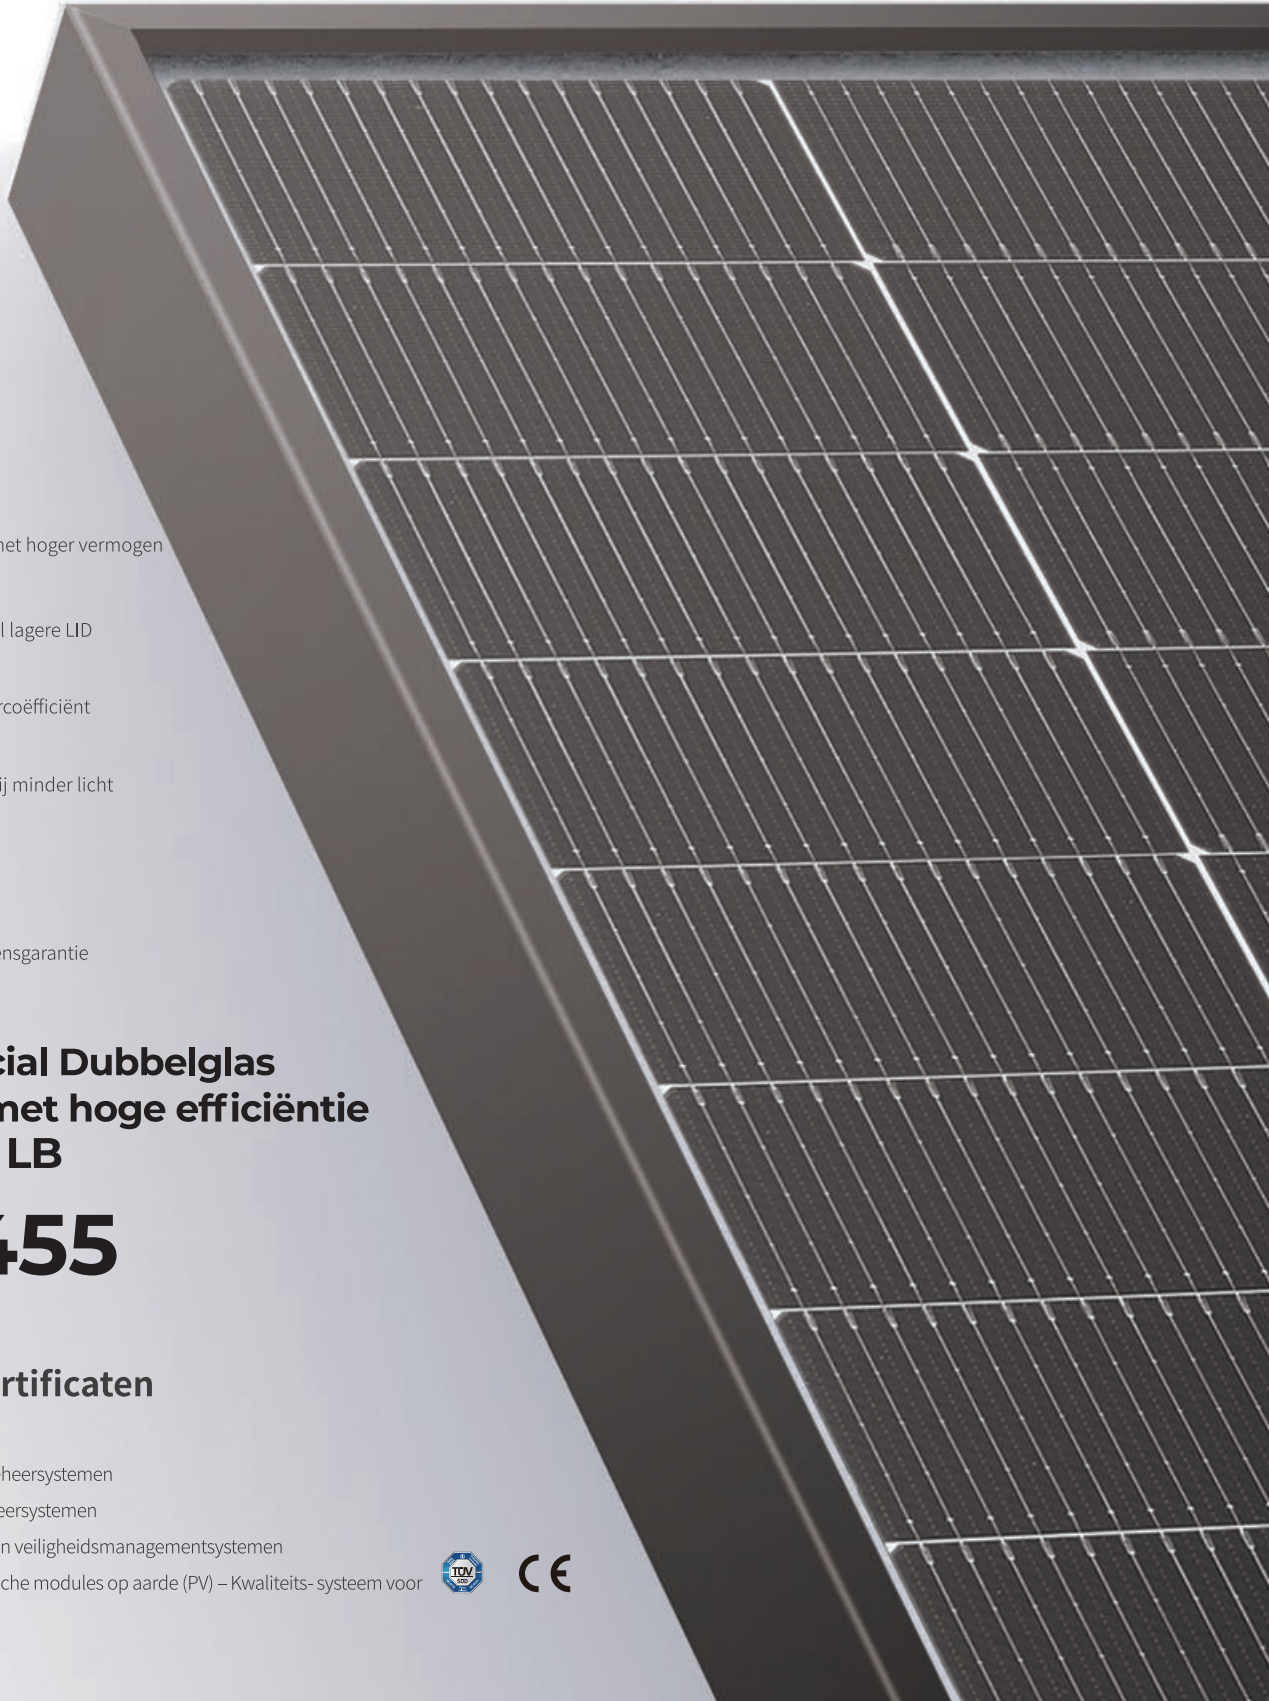 met hoger vermogen
l lagere LID
rcoëfficiënt
ij minder licht
ensgarantie
cial Dubbelglas
met hoge efficiëntie
LB
455
rtificaten
heersystemen
eersystemen
n veiligheidsmanagementsystemen
che modules op aarde (PV) – Kwaliteits- systeem voor
TÜV
SÜD
CE